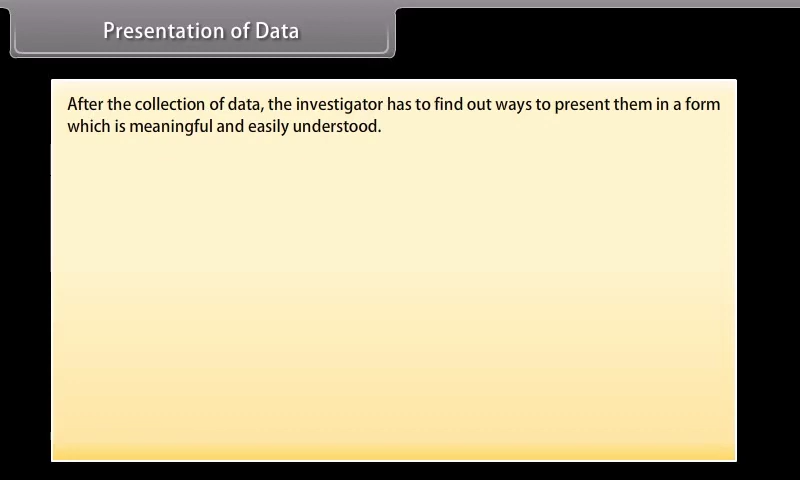 Presentation of Data
After the collection of data, the investigator has to find out ways to present them in a form
which is meaningful and easily understood.